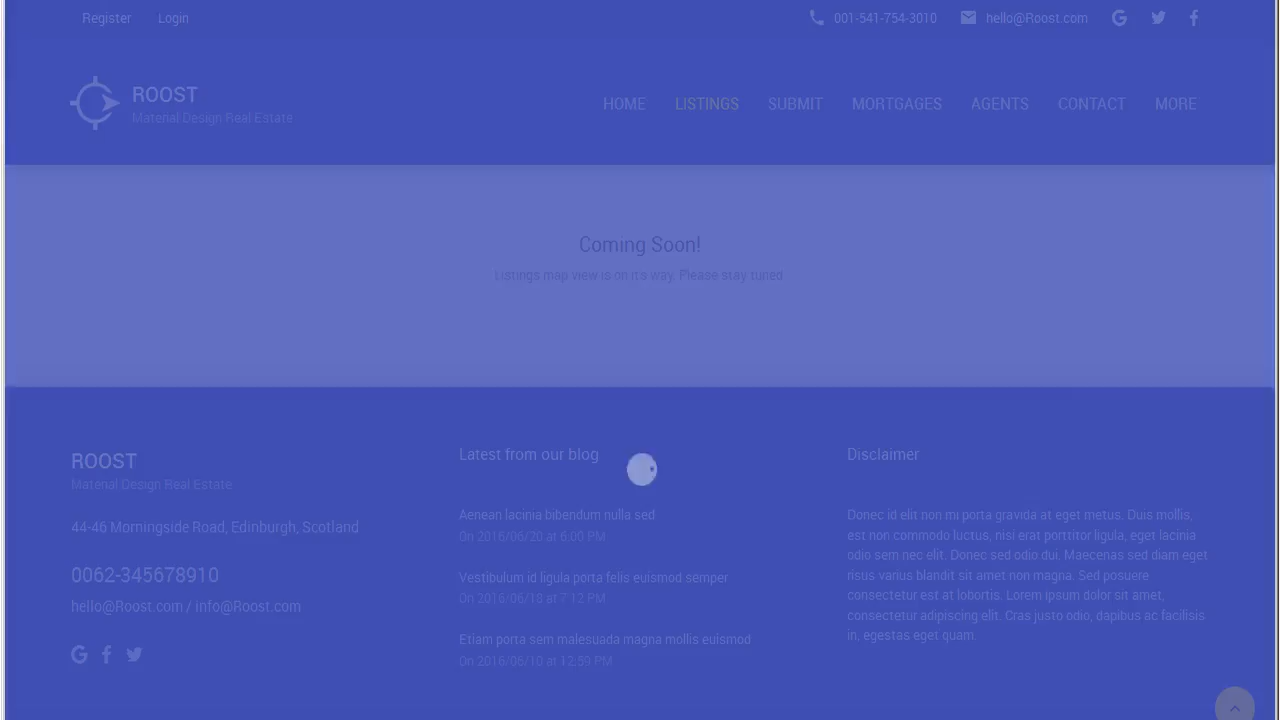 Register Login 001-541-754-3010 hello@Roost.com
ROOST
Material Design Real Estate
HOME LISTINGS SUBMIT MORTGAGES AGENTS CONTACT MORE
Coming Soon!
Listings map view is on it's way. Please stay tuned
ROOST
Material Design Real Estate
44-46 Morningside Road, Edinburgh, Scotland
0062-345678910
hello@Roost.com / info@Roost.com
Latest from our blog
Aenean lacinia bibendum nulla sed
On 2016/06/20 at 6:00 PM
Vestibulum id ligula porta felis euismod semper
On 2016/06/18 at 7:12 PM
Etiam porta sem malesuada magna mollis euismod
On 2016/06/10 at 12:59 PM
Disclaimer
Donec id elit non mi porta gravida at eget metus. Duis mollis,
est non commodo luctus, nisi erat porttitor ligula, eget lacinia
odio sem nec elit. Donec sed odio dui. Maecenas sed diam eget
risus varius blandit sit amet non magna. Sed posuere
consectetur est at lobortis. Lorem ipsum dolor sit amet,
consectetur adipiscing elit. Cras justo odio, dapibus ac facilisis
in, egestas eget quam.